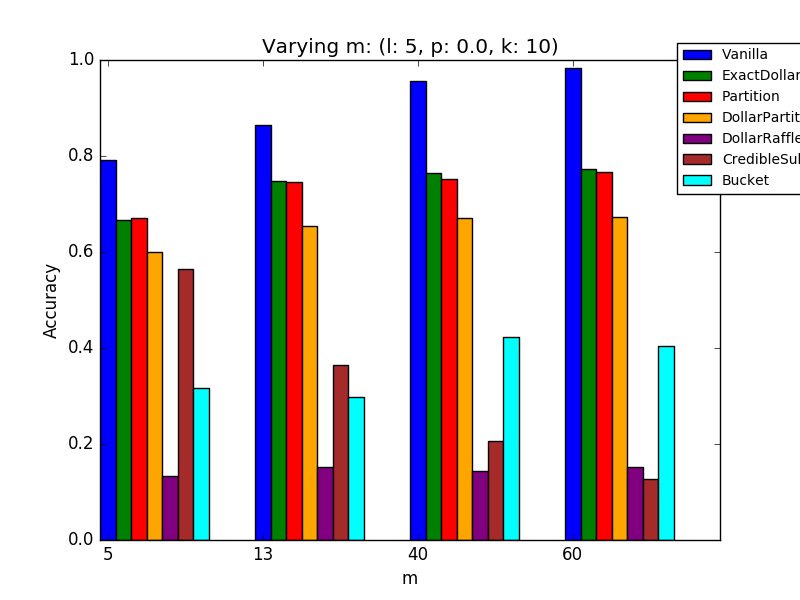 Varying m: (l: 5, p: 0.0, k: 10)
1.0
0.8
0.6
0.4
0.2
0.0
Accuracy
5 13 40 60
m
Vanilla
ExactDollar
Partition
DollarPartit
DollarRaffle
CredibleSu
Bucket